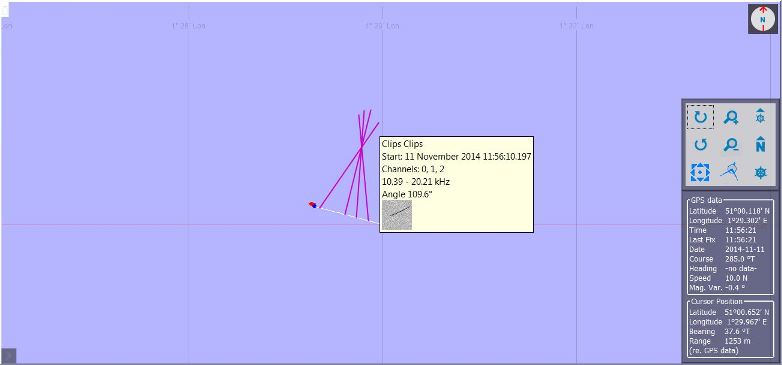 Lon
1° 28' Lon
1° 29' Lon
1° 37' Lon
N
Clips Clips
Start: 11 November 2014 11:56:10.197
Channels: 0, 1, 2
10.39 - 20.21 kHz
Angle 109.6°
GPS data
Latitude 51°00.118' N
Longitude 1°29.302' E
Time 11:56:21
Last Fix 11:56:21
Date 2014-11-11
Course 285.0 °T
Heading -no data-
Speed 10.0 N
Mag. Var. -0.4 °
Cursor Position
Latitude 51°00.652' N
Longitude 1°29.967' E
Bearing 37.6 °T
Range 1253 m
(re. GPS data)